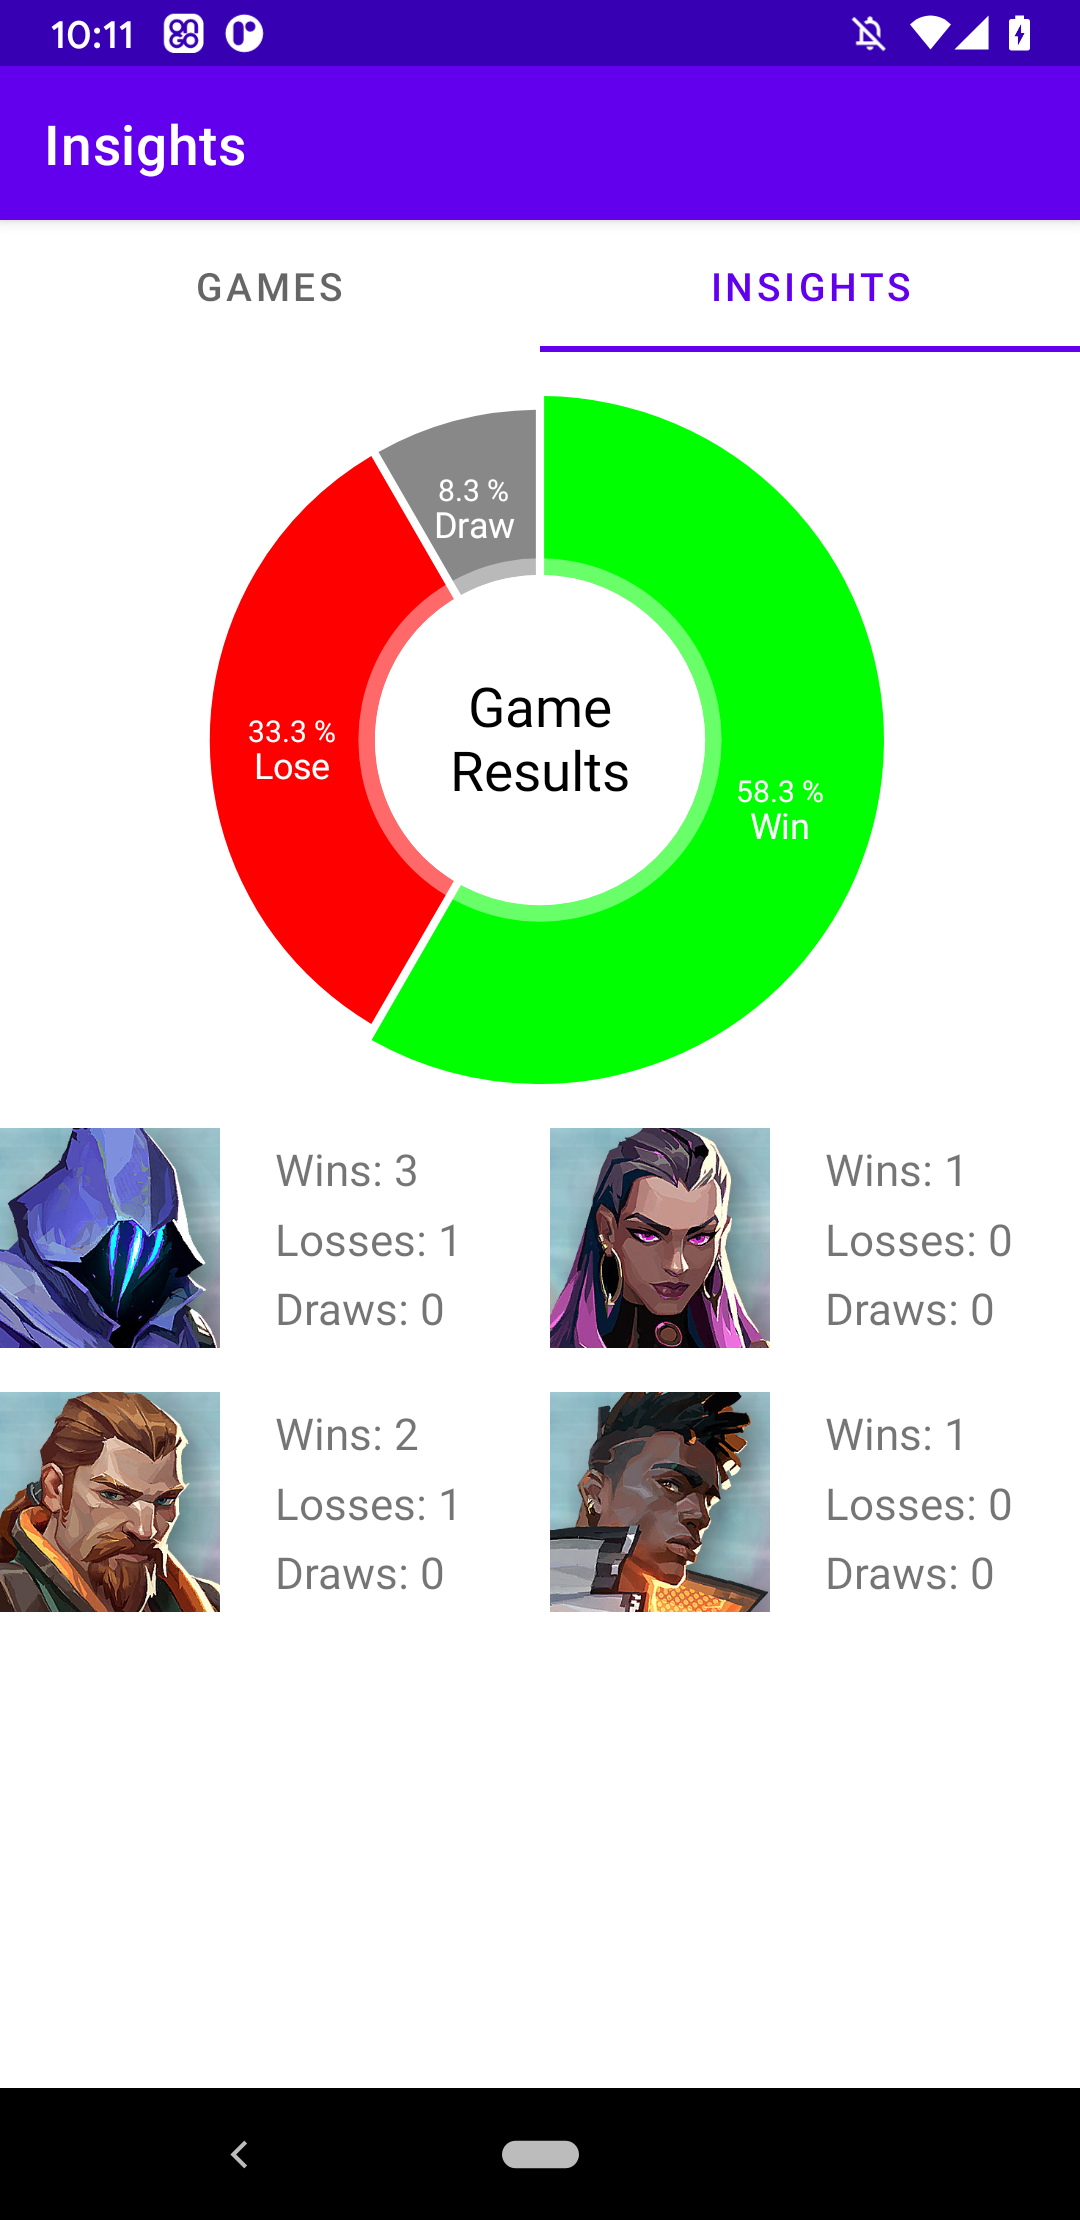 10:11
Insights
GAMES
INSIGHTS
8.3 %
Draw
33.3 %
Lose
Game
Results
58.3 %
Win
Wins: 3
Losses: 1
Draws: 0
Wins: 1
Losses: 0
Draws: 0
Wins: 2
Losses: 1
Draws: 0
Wins: 1
Losses: 0
Draws: 0